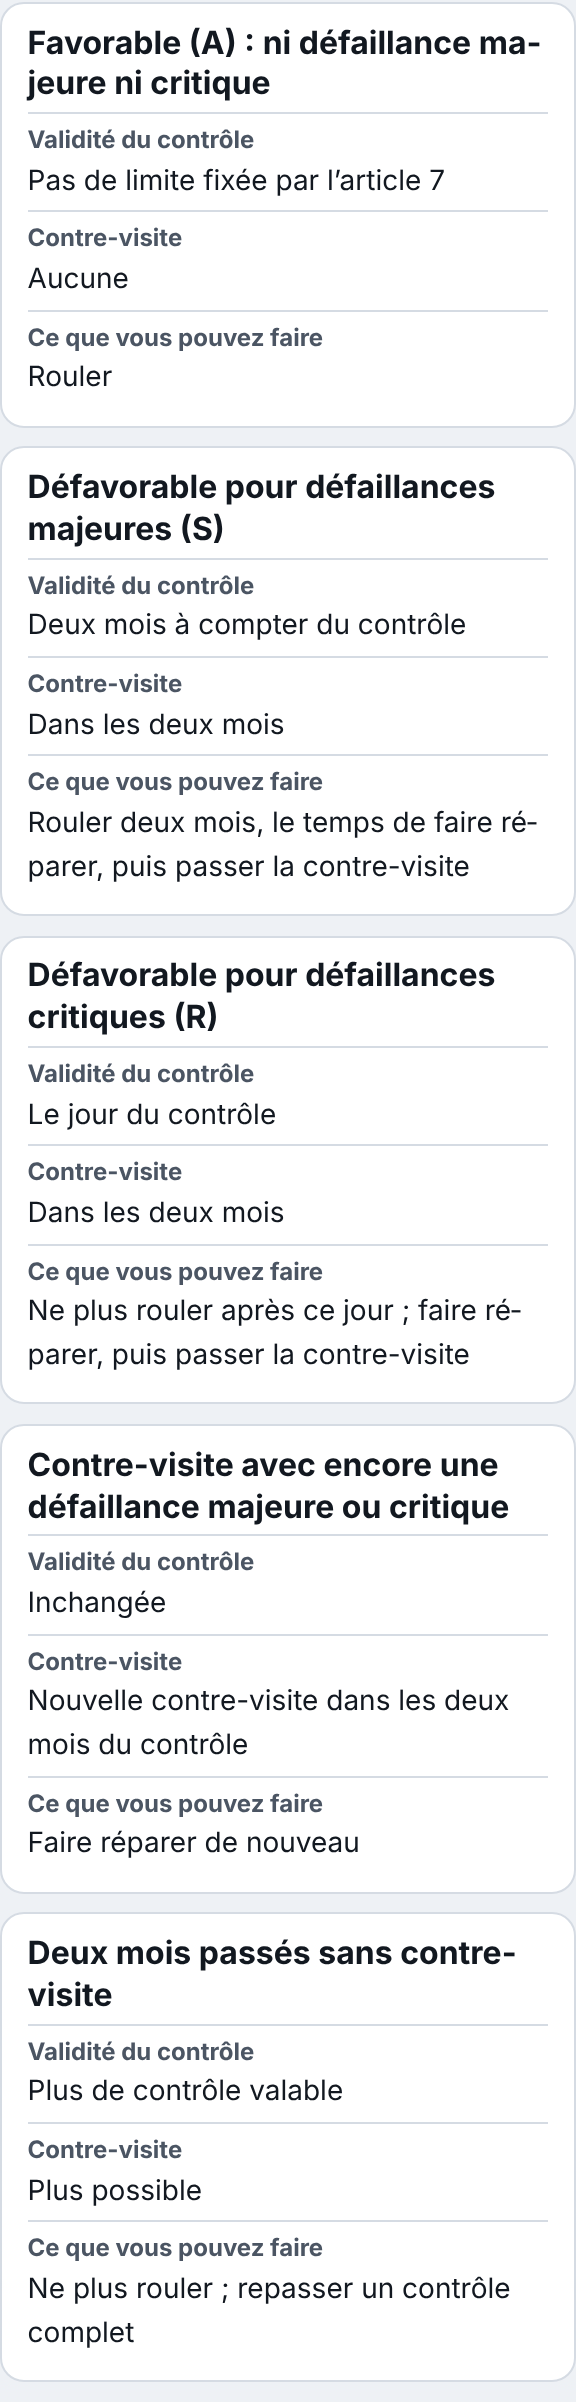 Favorable (A) : ni défaillance ma-
jeure ni critique
Validité du contrôle
Pas de limite fixée par l’article 7
Contre-visite
Aucune
Ce que vous pouvez faire
Rouler
Défavorable pour défaillances
majeures (S)
Validité du contrôle
Deux mois à compter du contrôle
Contre-visite
Dans les deux mois
Ce que vous pouvez faire
Rouler deux mois, le temps de faire ré-
parer, puis passer la contre-visite
Défavorable pour défaillances
critiques (R)
Validité du contrôle
Le jour du contrôle
Contre-visite
Dans les deux mois
Ce que vous pouvez faire
Ne plus rouler après ce jour ; faire ré-
parer, puis passer la contre-visite
Contre-visite avec encore une
défaillance majeure ou critique
Validité du contrôle
Inchangée
Contre-visite
Nouvelle contre-visite dans les deux
mois du contrôle
Ce que vous pouvez faire
Faire réparer de nouveau
Deux mois passés sans contre-
visite
Validité du contrôle
Plus de contrôle valable
Contre-visite
Plus possible
Ce que vous pouvez faire
Ne plus rouler ; repasser un contrôle
complet